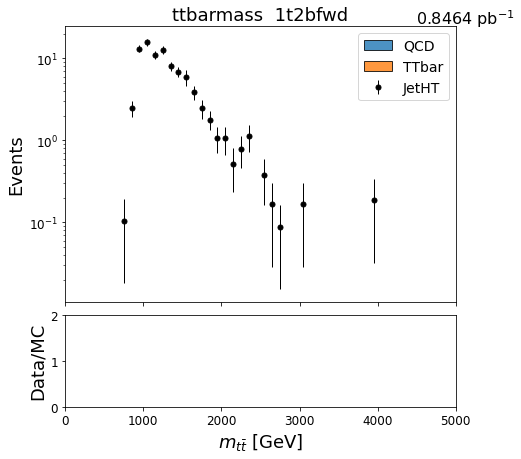 ttbarmass 1t2bfwd
0.8464 pb⁻¹
QCD
TTbar
JetHT
10¹
10⁰
10⁻¹
Events
2
1
0
Data/MC
0 1000 2000 3000 4000 5000
m_{tt̄} [GeV]